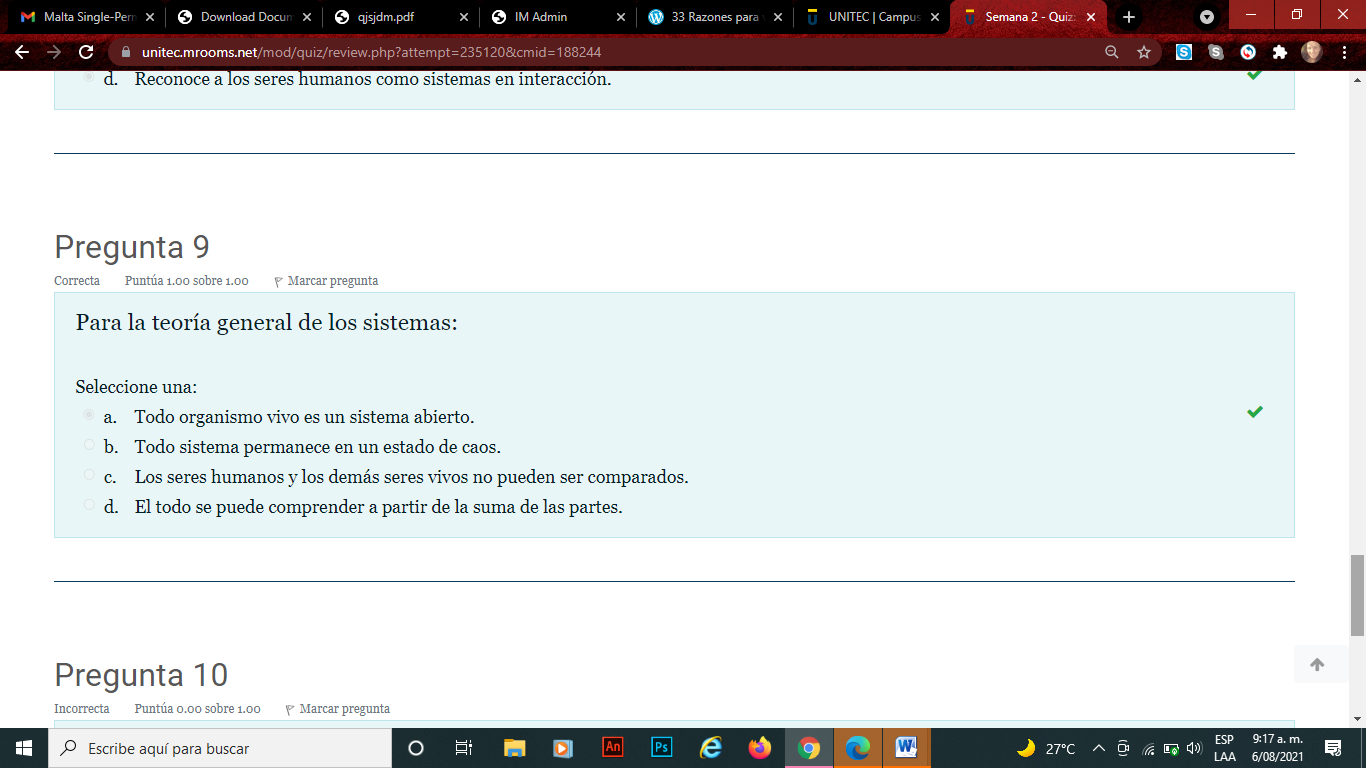 Malta Single-Perm
Download Docum
qjsjdm.pdf
IM Admin
33 Razones para v
UNITEC | Campus
Semana 2 - Quiz:
unitec.mrooms.net/mod/quiz/review.php?attempt=235120&cmid=188244
d. Reconoce a los seres humanos como sistemas en interacción.
Pregunta 9
Correcta Puntúa 1.00 sobre 1.00 Marcar pregunta
Para la teoría general de los sistemas:
Seleccione una:
a. Todo organismo vivo es un sistema abierto.
b. Todo sistema permanece en un estado de caos.
c. Los seres humanos y los demás seres vivos no pueden ser comparados.
d. El todo se puede comprender a partir de la suma de las partes.
Pregunta 10
Incorrecta Puntúa 0.00 sobre 1.00 Marcar pregunta
Escribe aquí para buscar
An
Ps
27°C
ESP
LAA
9:17 a. m.
6/08/2021